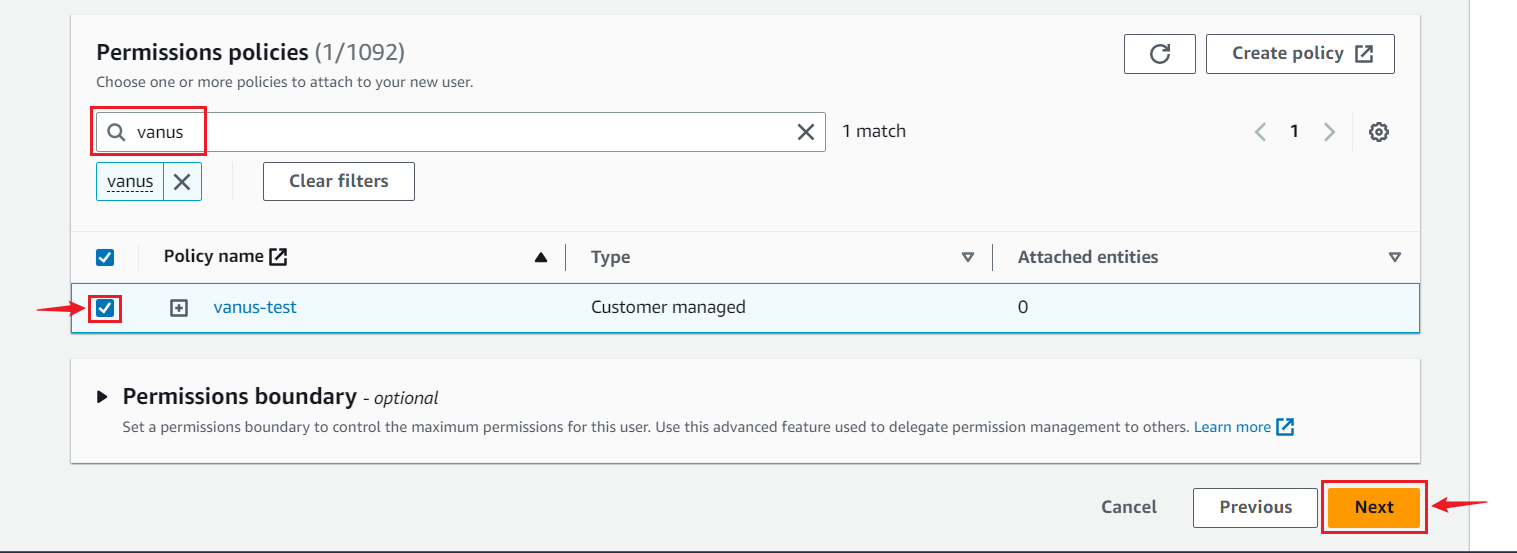 Permissions policies (1/1092)
Create policy
Choose one or more policies to attach to your new user.
vanus
1 match
1
vanus
Clear filters
Policy name
Type
Attached entities
vanus-test
Customer managed
0
Permissions boundary - optional
Set a permissions boundary to control the maximum permissions for this user. Use this advanced feature used to delegate permission management to others. Learn more
Cancel
Previous
Next